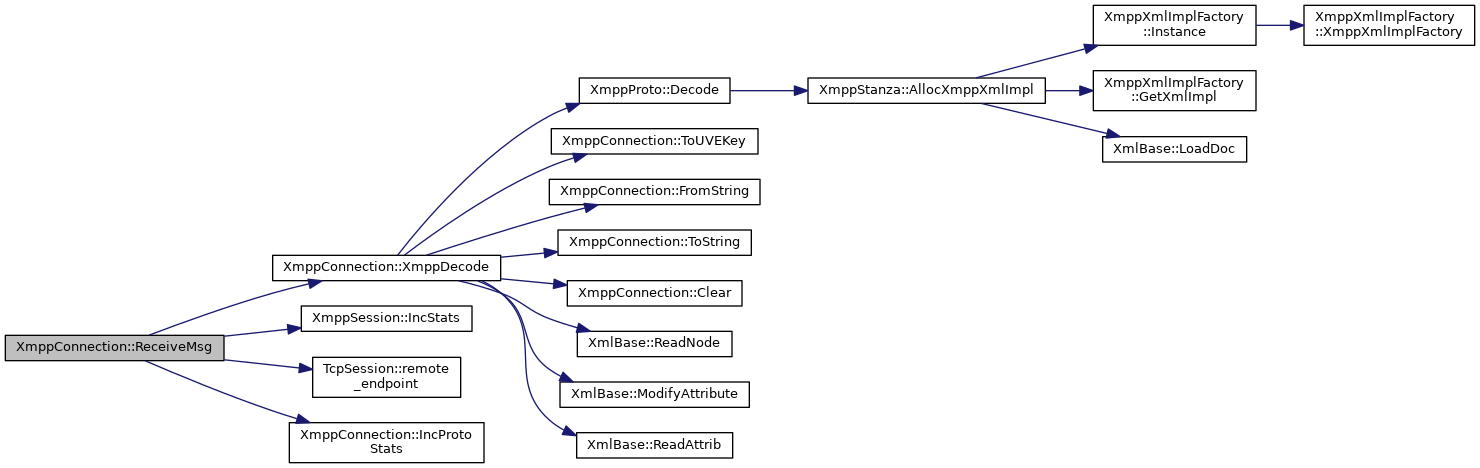 XmppConnection::ReceiveMsg
XmppConnection::XmppDecode
XmppSession::IncStats
TcpSession::remote
_endpoint
XmppConnection::IncProto
Stats
XmppProto::Decode
XmppConnection::ToUVEKey
XmppConnection::FromString
XmppConnection::ToString
XmppConnection::Clear
XmlBase::ReadNode
XmlBase::ModifyAttribute
XmlBase::ReadAttrib
XmppStanza::AllocXmppXmlImpl
XmppXmlImplFactory
::Instance
XmppXmlImplFactory
::GetXmlImpl
XmlBase::LoadDoc
XmppXmlImplFactory
::XmppXmlImplFactory